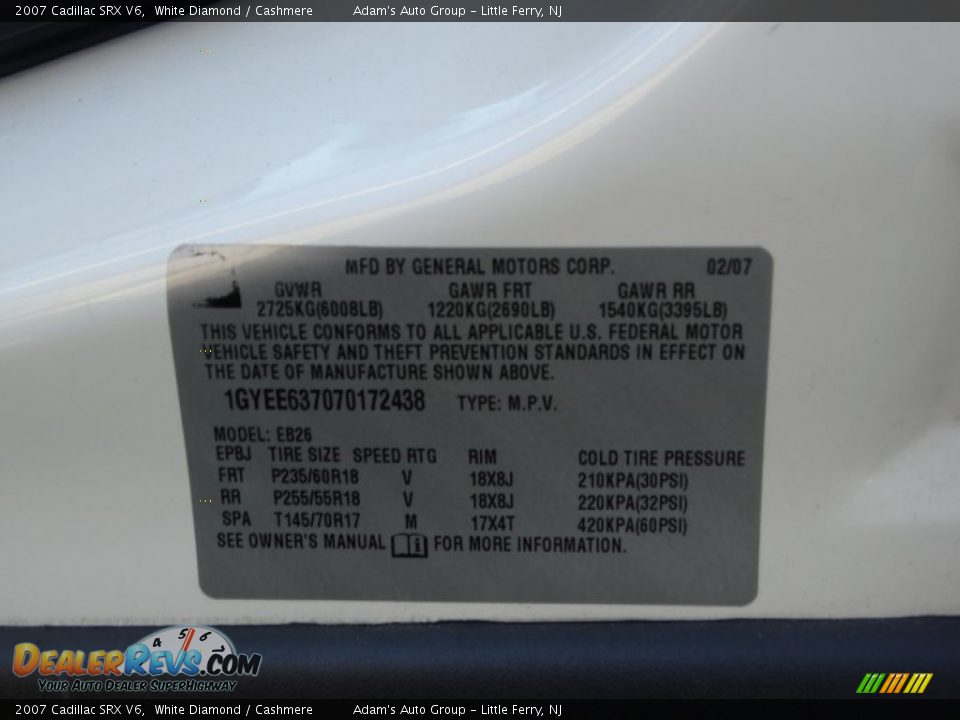 2007 Cadillac SRX V6,  White Diamond / Cashmere          Adam's Auto Group - Little Ferry, NJ
MFD BY GENERAL MOTORS CORP.     02/07
GVWR     GAWR FRT     GAWR RR
2725KG(6008LB)     1220KG(2690LB)     1540KG(3395LB)
THIS VEHICLE CONFORMS TO ALL APPLICABLE U.S. FEDERAL MOTOR
VEHICLE SAFETY AND THEFT PREVENTION STANDARDS IN EFFECT ON
THE DATE OF MANUFACTURE SHOWN ABOVE.
1GYEE637070172438     TYPE: M.P.V.
MODEL: EB26
EPBJ  TIRE SIZE  SPEED RTG     RIM     COLD TIRE PRESSURE
FRT  P235/60R18  V  18X8J  210KPA(30PSI)
RR  P255/55R18  V  18X8J  220KPA(32PSI)
SPA  T145/70R17  M  17X4T  420KPA(60PSI)
SEE OWNER'S MANUAL FOR MORE INFORMATION.
4 5 6 7
DEALERREVS.COM
YOUR AUTO DEALER SUPERHIGHWAY
2007 Cadillac SRX V6,  White Diamond / Cashmere          Adam's Auto Group - Little Ferry, NJ